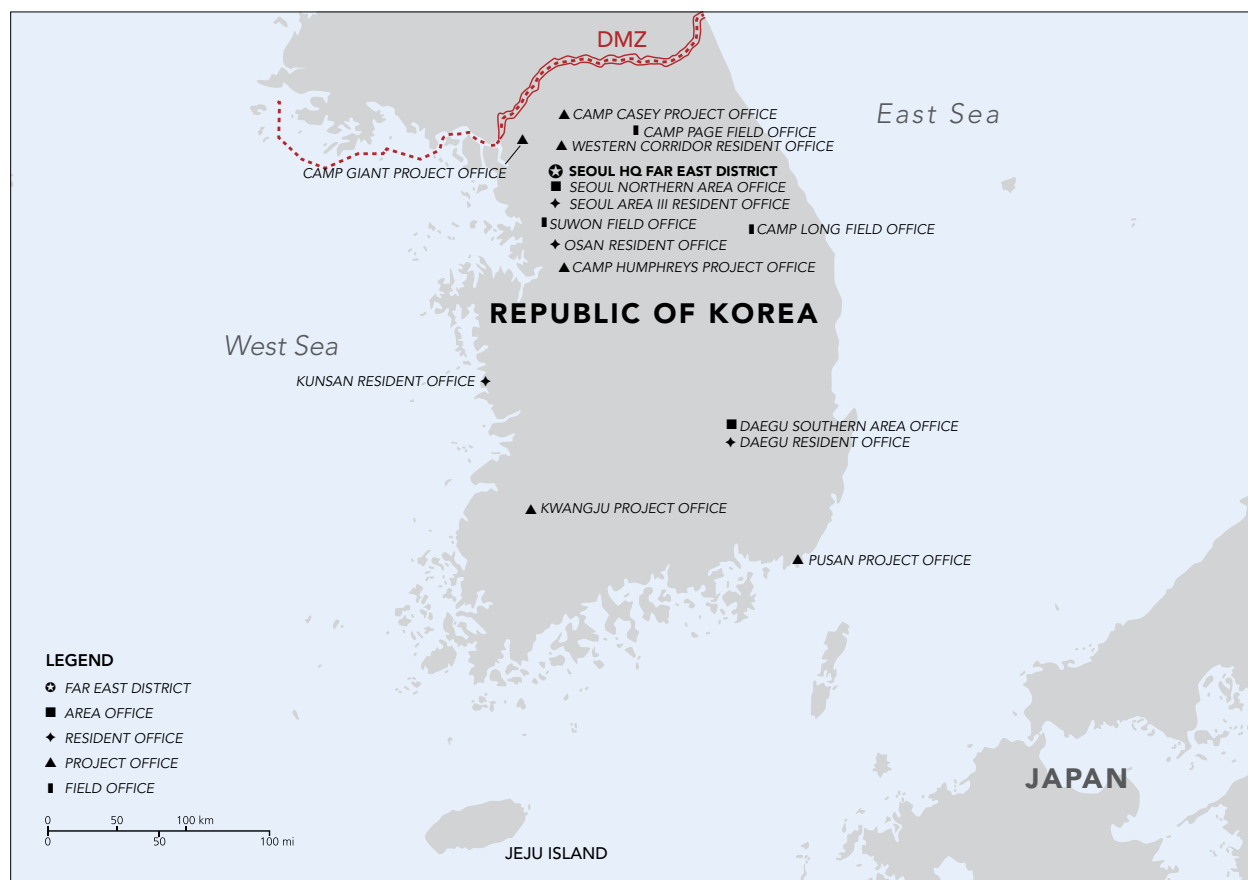 DMZ
East Sea
CAMP CASEY PROJECT OFFICE
CAMP PAGE FIELD OFFICE
WESTERN CORRIDOR RESIDENT OFFICE
CAMP GIANT PROJECT OFFICE
SEOUL HQ FAR EAST DISTRICT
SEOUL NORTHERN AREA OFFICE
SEOUL AREA III RESIDENT OFFICE
SUWON FIELD OFFICE
CAMP LONG FIELD OFFICE
OSAN RESIDENT OFFICE
CAMP HUMPHREYS PROJECT OFFICE
REPUBLIC OF KOREA
West Sea
KUNSAN RESIDENT OFFICE
DAEGU SOUTHERN AREA OFFICE
DAEGU RESIDENT OFFICE
KWANGJU PROJECT OFFICE
PUSAN PROJECT OFFICE
LEGEND
FAR EAST DISTRICT
AREA OFFICE
RESIDENT OFFICE
PROJECT OFFICE
FIELD OFFICE
0 50 100 km
0 50 100 mi
JAPAN
JEJU ISLAND